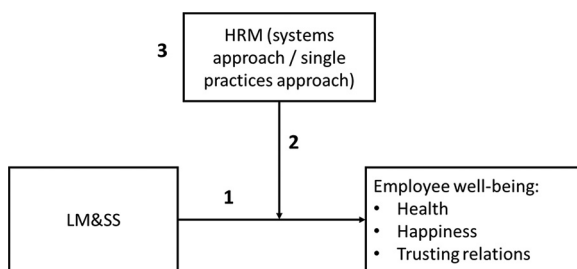 3
HRM (systems
approach / single
practices approach)
2
1
LM&SS
Employee well-being:
• Health
• Happiness
• Trusting relations